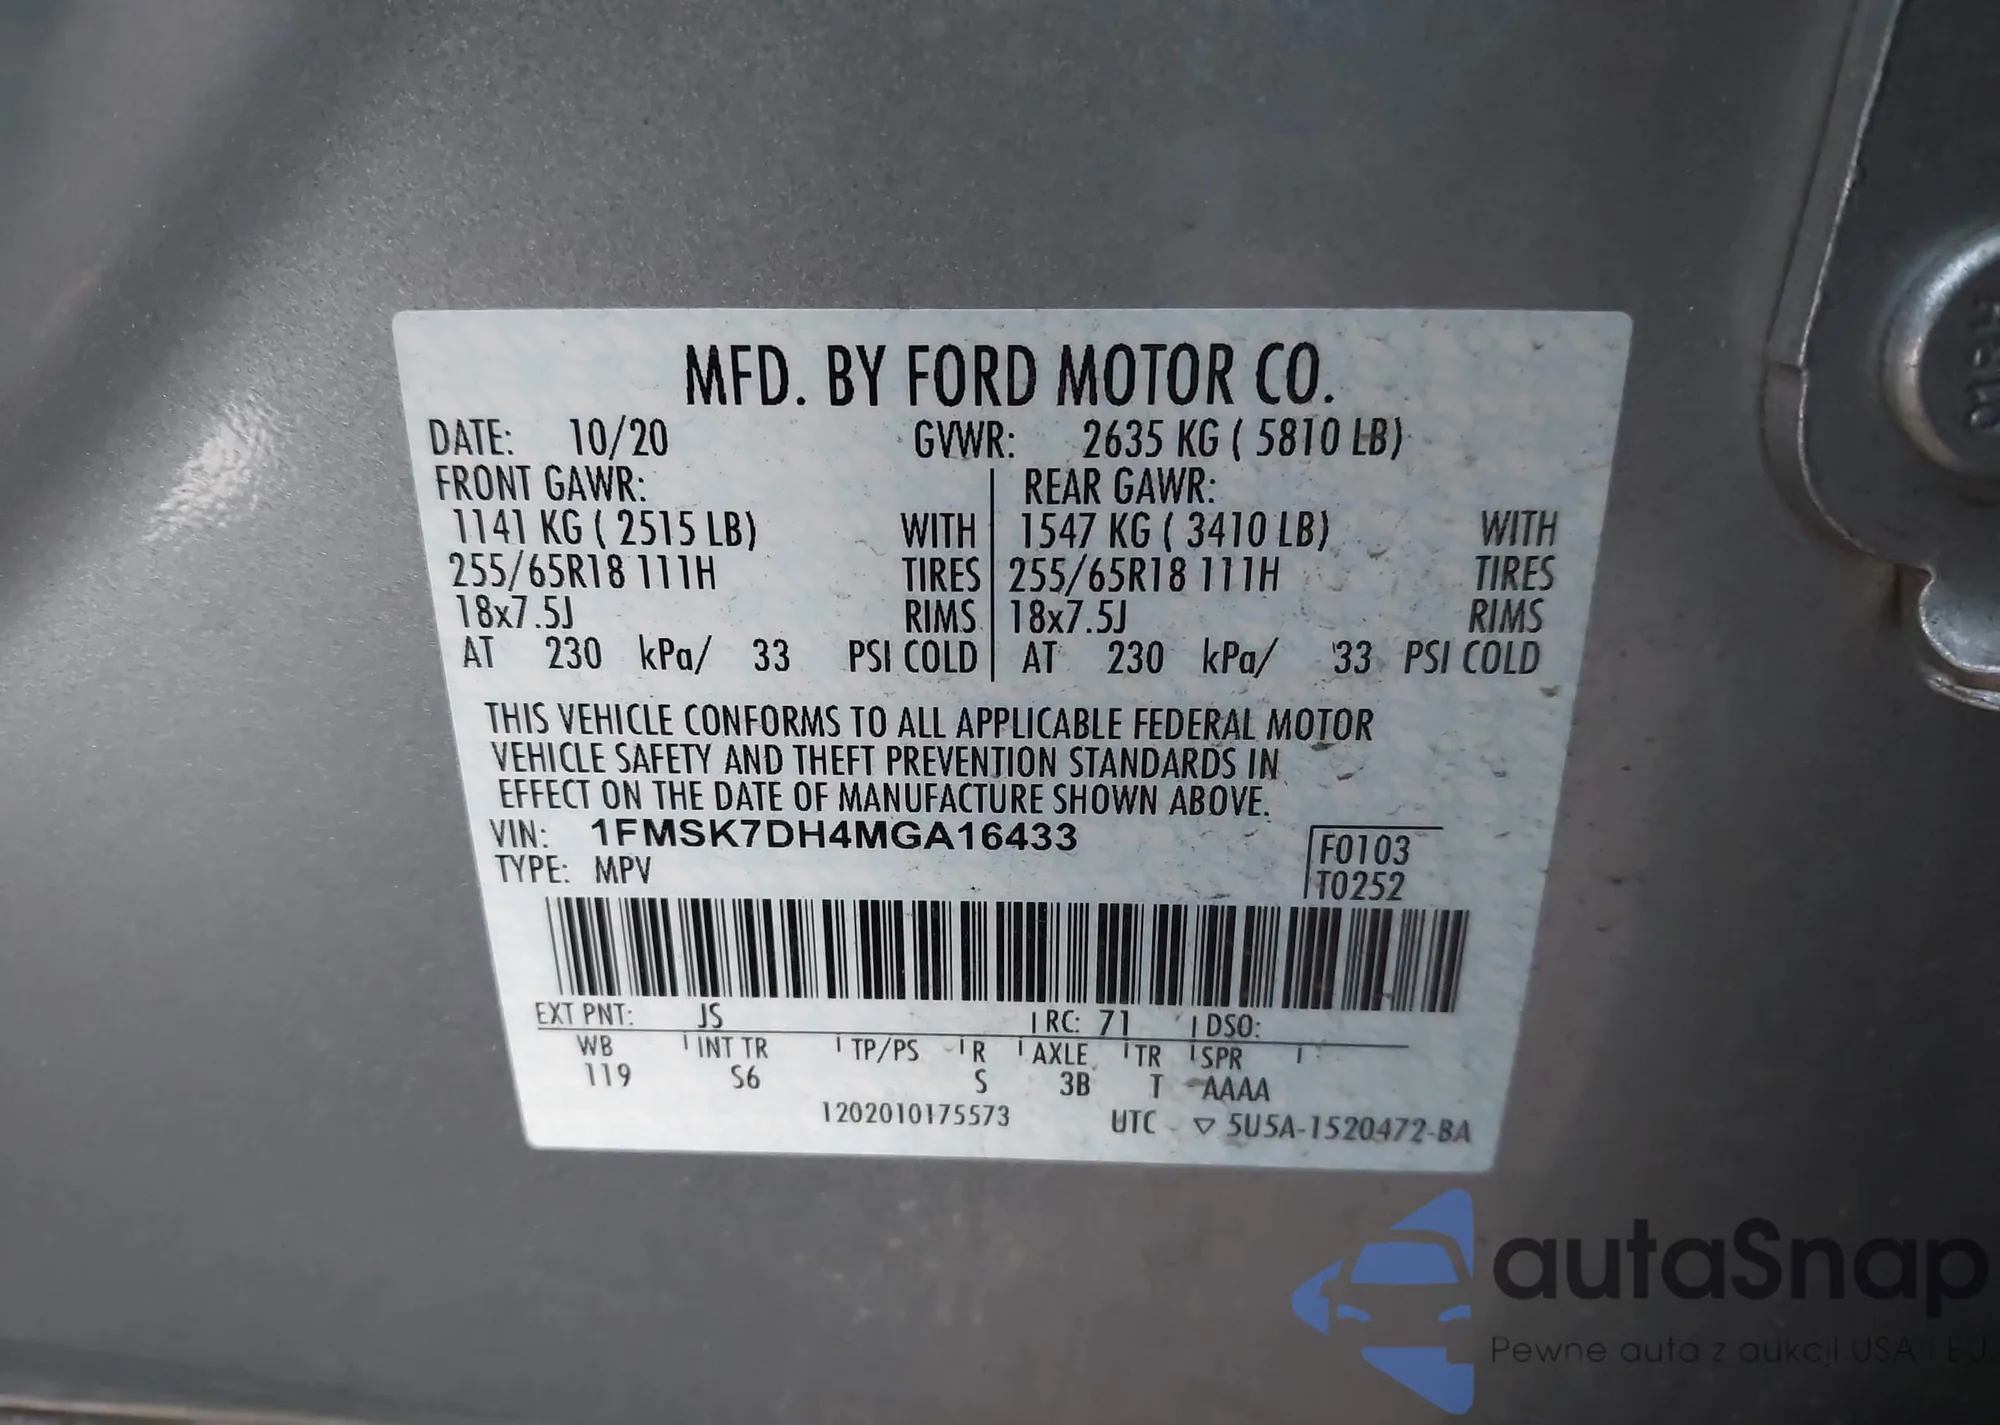 MFD. BY FORD MOTOR CO.
DATE: 10/20 GVWR: 2635 KG ( 5810 LB)
FRONT GAWR: REAR GAWR:
1141 KG ( 2515 LB) WITH 1547 KG ( 3410 LB) WITH
255/65R18 111H TIRES 255/65R18 111H TIRES
18x7.5J RIMS 18x7.5J RIMS
AT 230 kPa/ 33 PSI COLD AT 230 kPa/ 33 PSI COLD
THIS VEHICLE CONFORMS TO ALL APPLICABLE FEDERAL MOTOR
VEHICLE SAFETY AND THEFT PREVENTION STANDARDS IN
EFFECT ON THE DATE OF MANUFACTURE SHOWN ABOVE.
VIN: 1FMSK7DH4MGA16433
TYPE: MPV
F0103
T0252
EXT PNT: JS RC: 71 DSO:
WB INT TR TP/PS R AXLE TR SPR
119 S6 S 3B T AAAA
1202010175573 UTC ▽ 5U5A-1520472-BA
autaSnap
Pewne auta z aukcji USA i EU